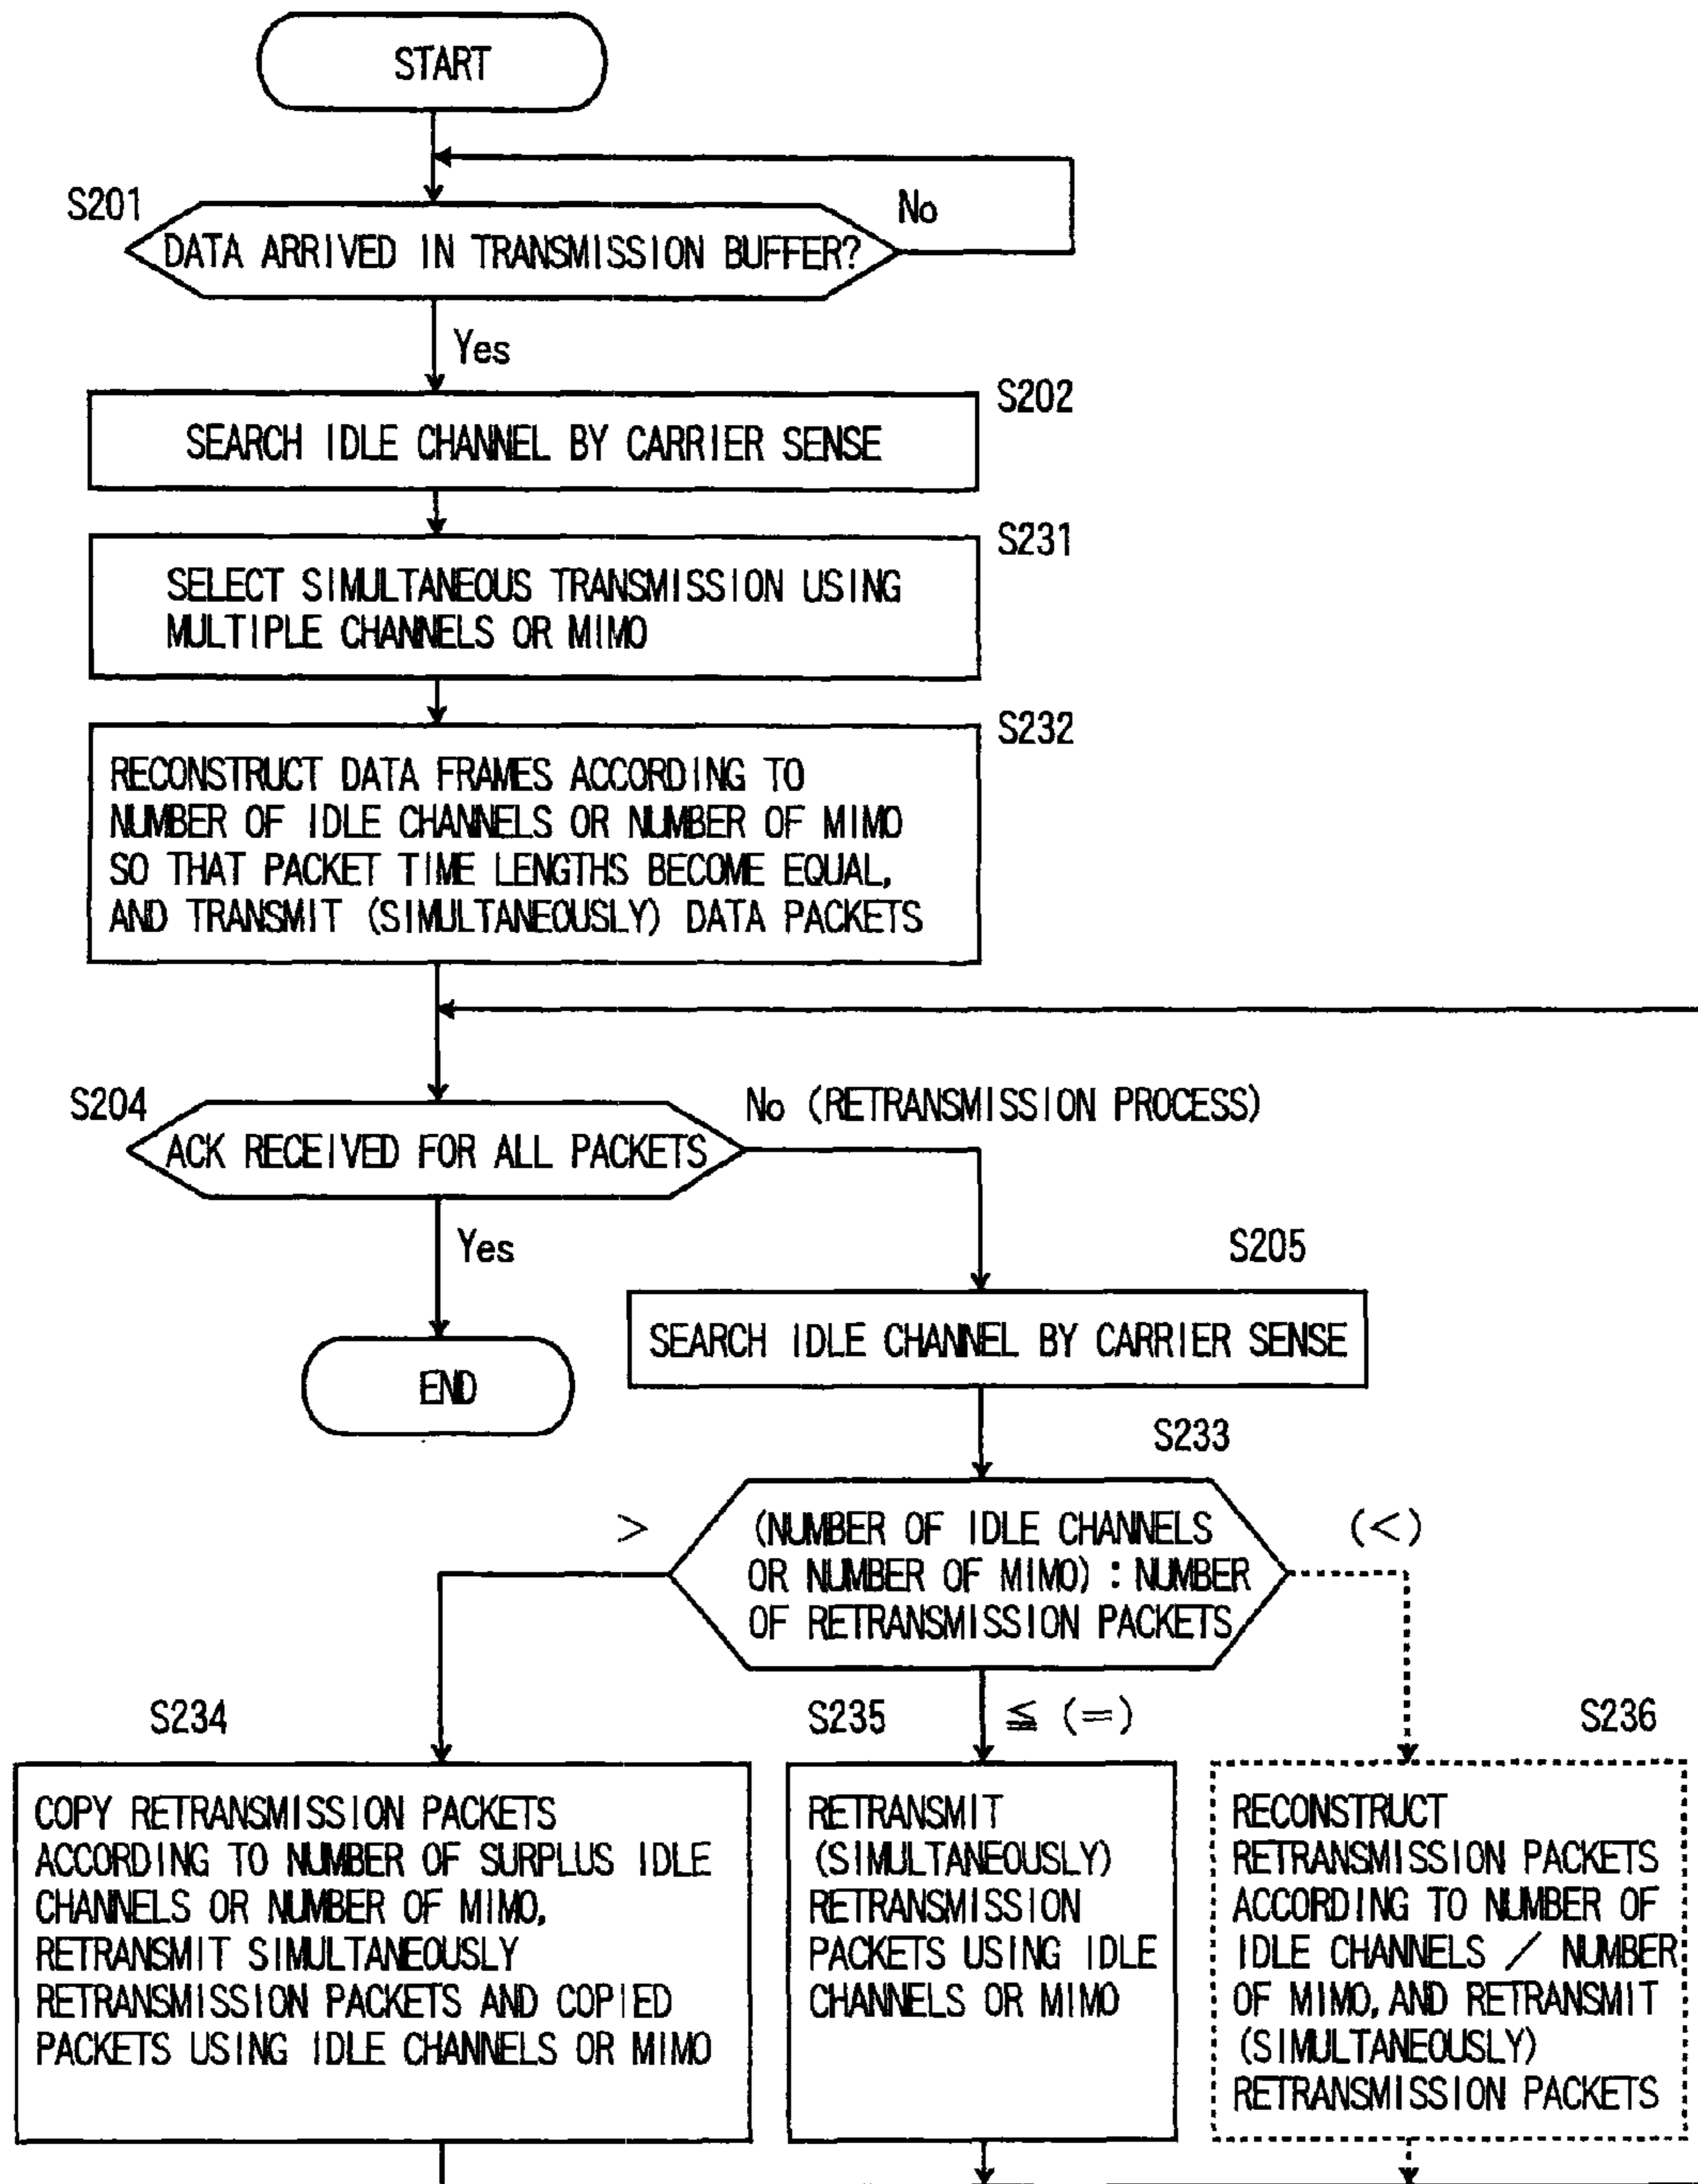 START
S201
No
DATA ARRIVED IN TRANSMISSION BUFFER?
Yes
S202
SEARCH IDLE CHANNEL BY CARRIER SENSE
S231
SELECT SIMULTANEOUS TRANSMISSION USING
MULTIPLE CHANNELS OR MIMO
S232
RECONSTRUCT DATA FRAMES ACCORDING TO
NUMBER OF IDLE CHANNELS OR NUMBER OF MIMO
SO THAT PACKET TIME LENGTHS BECOME EQUAL,
AND TRANSMIT (SIMULTANEOUSLY) DATA PACKETS
S204
No (RETRANSMISSION PROCESS)
ACK RECEIVED FOR ALL PACKETS
Yes
END
S205
SEARCH IDLE CHANNEL BY CARRIER SENSE
S233
>
(<)
(NUMBER OF IDLE CHANNELS
OR NUMBER OF MIMO) : NUMBER
OF RETRANSMISSION PACKETS
S234
COPY RETRANSMISSION PACKETS
ACCORDING TO NUMBER OF SURPLUS IDLE
CHANNELS OR NUMBER OF MIMO,
RETRANSMIT SIMULTANEOUSLY
RETRANSMISSION PACKETS AND COPIED
PACKETS USING IDLE CHANNELS OR MIMO
S235
≦ (=)
RETRANSMIT
(SIMULTANEOUSLY)
RETRANSMISSION
PACKETS USING IDLE
CHANNELS OR MIMO
S236
RECONSTRUCT
RETRANSMISSION PACKETS
ACCORDING TO NUMBER OF
IDLE CHANNELS / NUMBER
OF MIMO, AND RETRANSMIT
(SIMULTANEOUSLY)
RETRANSMISSION PACKETS